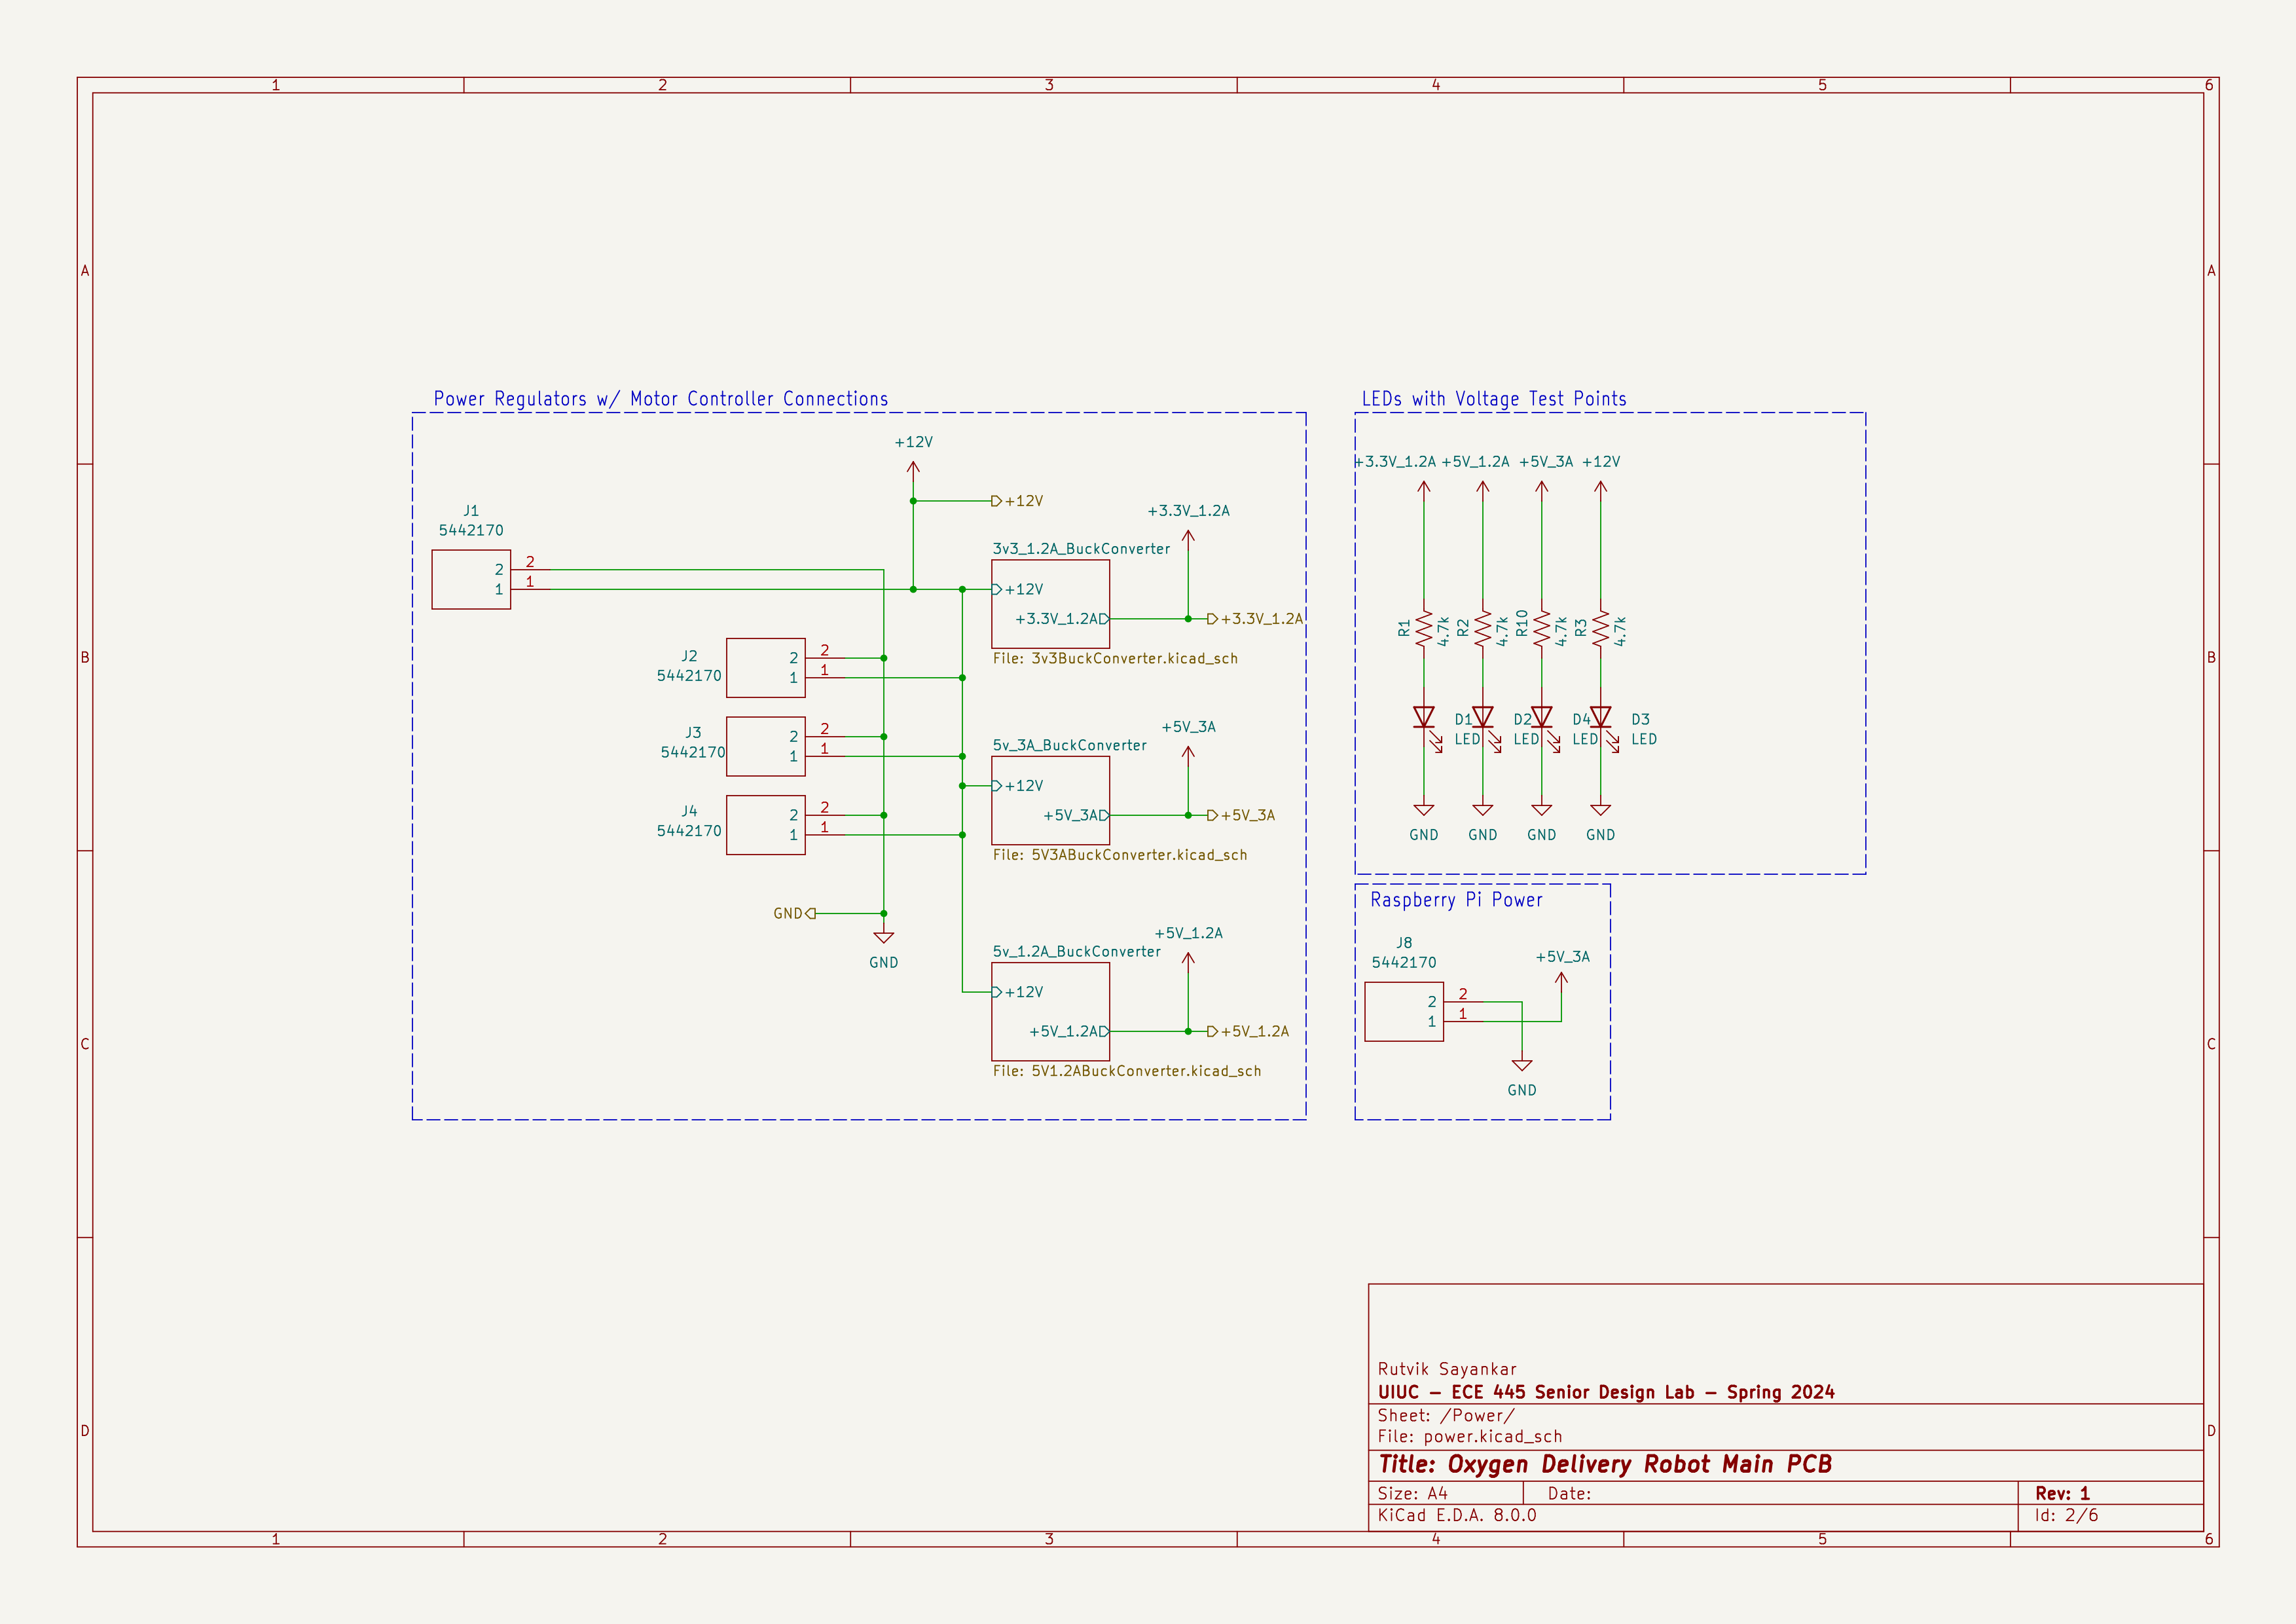 1 2 3 4 5 6
A A
B B
C C
D D
Power Regulators w/ Motor Controller Connections
+12V
+12V
J1
5442170
2 2
1 1
J2
5442170
2 2
1 1
J3
5442170
2 2
1 1
J4
5442170
2 2
1 1
GND
GND
3v3_1.2A_BuckConverter
+12V
+3.3V_1.2A
File: 3v3BuckConverter.kicad_sch
+3.3V_1.2A
+3.3V_1.2A
5v_3A_BuckConverter
+12V
+5V_3A
File: 5V3ABuckConverter.kicad_sch
+5V_3A
+5V_3A
5v_1.2A_BuckConverter
+12V
+5V_1.2A
File: 5V1.2ABuckConverter.kicad_sch
+5V_1.2A
+5V_1.2A
LEDs with Voltage Test Points
+3.3V_1.2A +5V_1.2A +5V_3A +12V
R1 4.7k R2 4.7k R10 4.7k R3 4.7k
D1 D2 D4 D3
LED LED LED LED
GND GND GND GND
Raspberry Pi Power
J8
5442170
2 2
1 1
+5V_3A
GND
Rutvik Sayankar
UIUC – ECE 445 Senior Design Lab – Spring 2024
Sheet: /Power/
File: power.kicad_sch
Title: Oxygen Delivery Robot Main PCB
Size: A4 Date: Rev: 1
KiCad E.D.A. 8.0.0 Id: 2/6
1 2 3 4 5 6